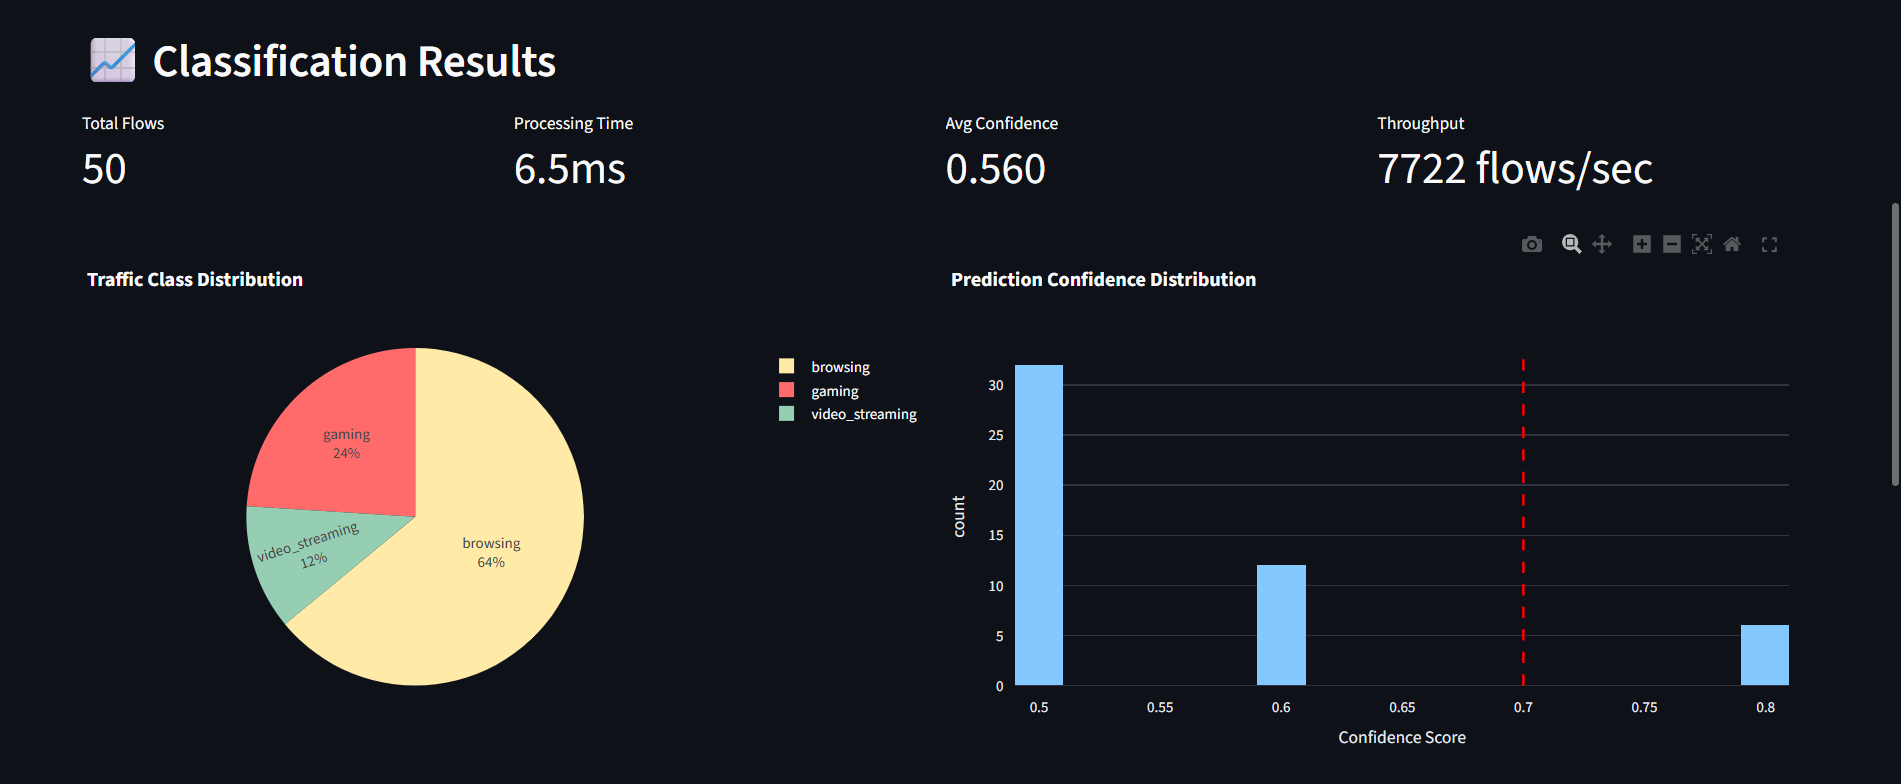 Classification Results
Total Flows
50
Processing Time
6.5ms
Avg Confidence
0.560
Throughput
7722 flows/sec
Traffic Class Distribution
browsing
gaming
video_streaming
gaming
24%
video_streaming
12%
browsing
64%
Prediction Confidence Distribution
count
30
25
20
15
10
5
0
0.5
0.55
0.6
0.65
0.7
0.75
0.8
Confidence Score